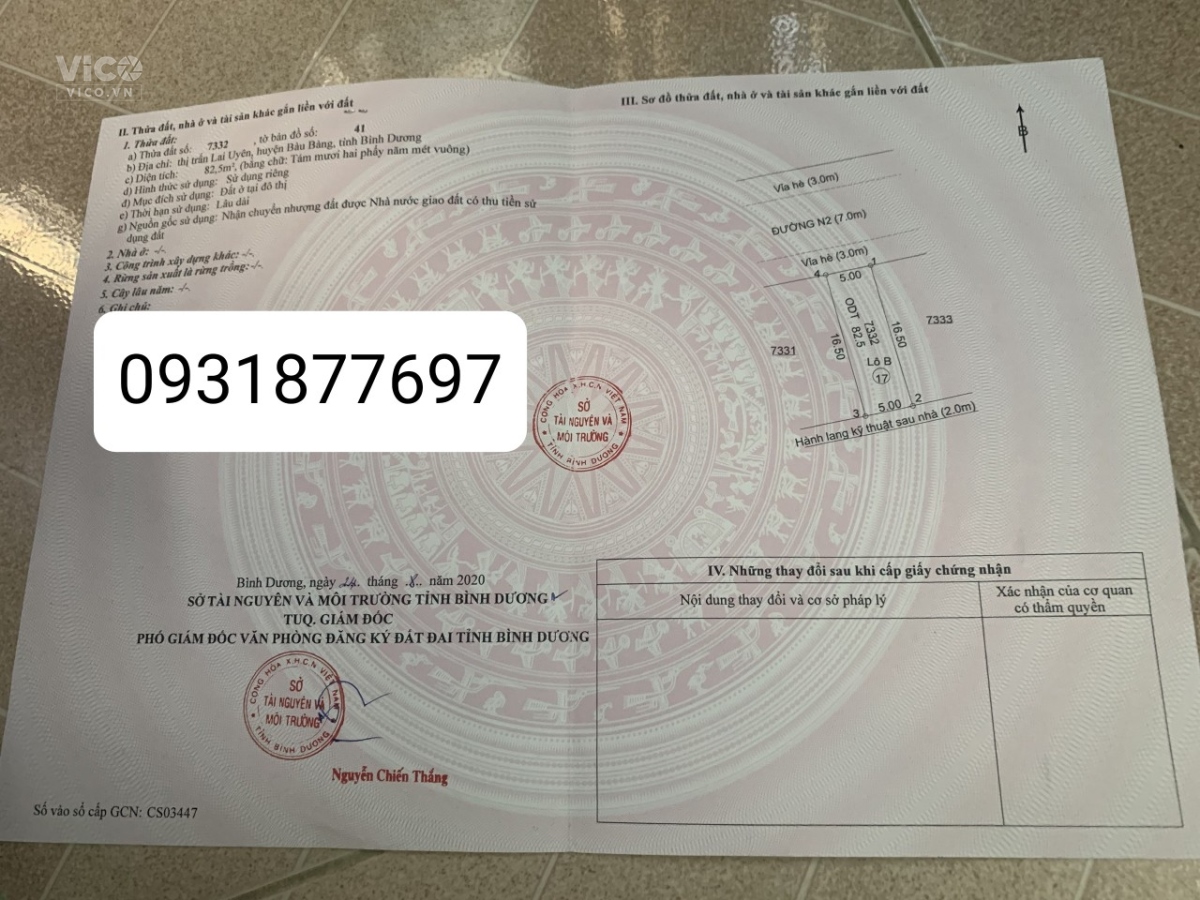 VICO
VICO.VN
II. Thửa đất, nhà ở và tài sản khác gắn liền với đất
1. Thửa đất:
a) Thửa đất số: 7332 , tờ bản đồ số: 41
b) Địa chỉ: thị trấn Lai Uyên, huyện Bàu Bàng, tỉnh Bình Dương
c) Diện tích: 82,5m², (bằng chữ: Tám mươi hai phẩy năm mét vuông)
d) Hình thức sử dụng: Sử dụng riêng
đ) Mục đích sử dụng: Đất ở tại đô thị
e) Thời hạn sử dụng: Lâu dài
g) Nguồn gốc sử dụng: Nhận chuyển nhượng đất được Nhà nước giao đất có thu tiền sử
dụng đất
2. Nhà ở: -/-
3. Công trình xây dựng khác: -/-
4. Rừng sản xuất là rừng trồng: -/-
5. Cây lâu năm: -/-
6. Ghi chú:
0931877697
III. Sơ đồ thửa đất, nhà ở và tài sản khác gắn liền với đất
B
Vỉa hè (3.0m)
ĐƯỜNG N2 (7.0m)
Vỉa hè (3.0m)
4 1
5.00
7331
16.50
ODT 7332
82.5
16.50
7333
Lô B
17
3 5.00 2
Hành lang kỹ thuật sau nhà (2.0m)
CỘNG HÒA X.H.C.N VIỆT NAM
SỞ
TÀI NGUYÊN VÀ
MÔI TRƯỜNG
TỈNH BÌNH DƯƠNG
Bình Dương, ngày 24 tháng 8 năm 2020
SỞ TÀI NGUYÊN VÀ MÔI TRƯỜNG TỈNH BÌNH DƯƠNG
TUQ. GIÁM ĐỐC
PHÓ GIÁM ĐỐC VĂN PHÒNG ĐĂNG KÝ ĐẤT ĐAI TỈNH BÌNH DƯƠNG
CỘNG HÒA X.H.C.N VIỆT NAM
SỞ
TÀI NGUYÊN VÀ
MÔI TRƯỜNG
TỈNH BÌNH DƯƠNG
Nguyễn Chiến Thắng
Số vào sổ cấp GCN: CS03447
IV. Những thay đổi sau khi cấp giấy chứng nhận
Nội dung thay đổi và cơ sở pháp lý
Xác nhận của cơ quan
có thẩm quyền